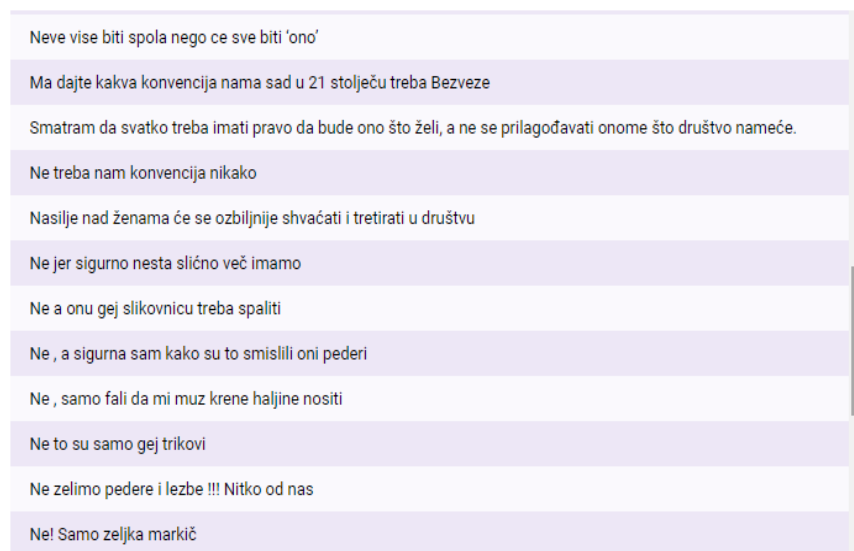 Neve vise biti spola nego ce sve biti ‘ono’
Ma dajte kakva konvencija nama sad u 21 stolječu treba Bezveze
Smatram da svatko treba imati pravo da bude ono što želi, a ne se prilagođavati onome što društvo nameće.
Ne treba nam konvencija nikako
Nasilje nad ženama će se ozbiljnije shvaćati i tretirati u društvu
Ne jer sigurno nesta slićno več imamo
Ne a onu gej slikovnicu treba spaliti
Ne , a sigurna sam kako su to smislili oni pederi
Ne , samo fali da mi muz krene haljine nositi
Ne to su samo gej trikovi
Ne zelimo pedere i lezbe !!! Nitko od nas
Ne! Samo zeljka markič